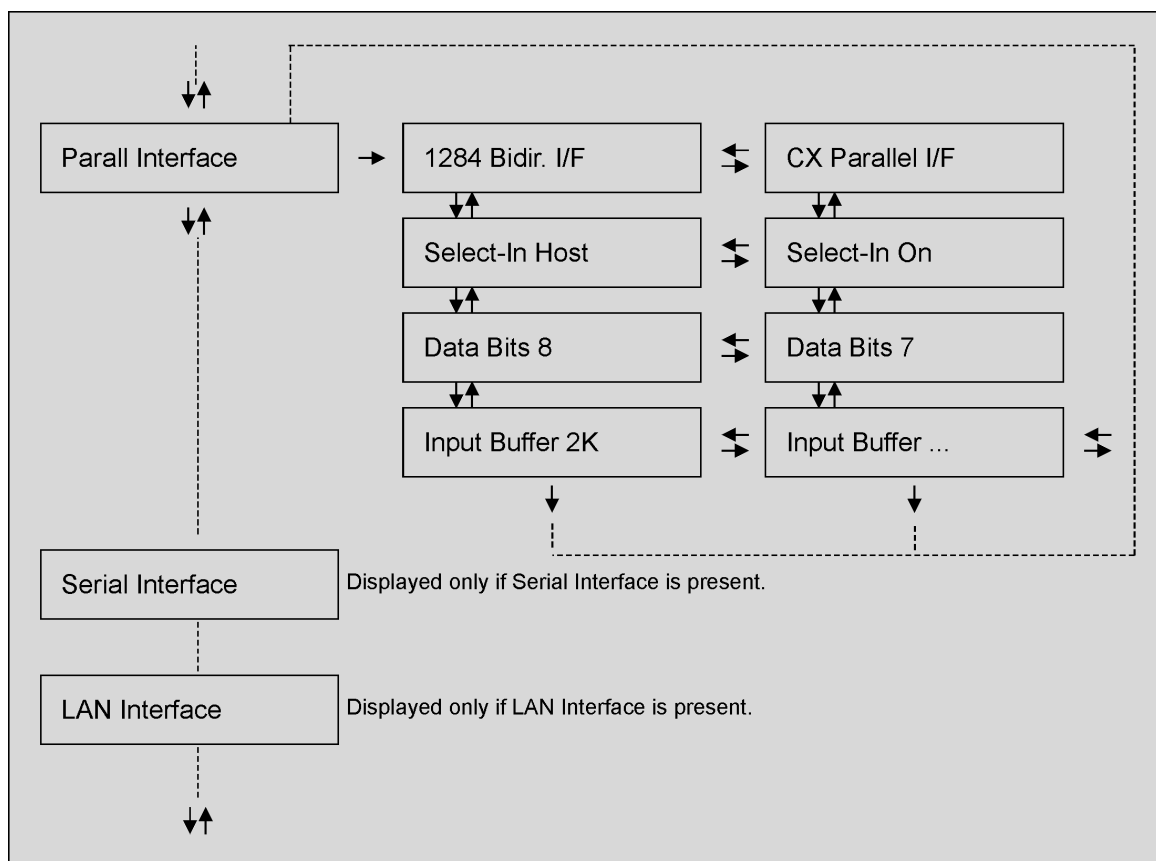 Parall Interface
1284 Bidir. I/F
CX Parallel I/F
Select-In Host
Select-In On
Data Bits 8
Data Bits 7
Input Buffer 2K
Input Buffer ...
Serial Interface
Displayed only if Serial Interface is present.
LAN Interface
Displayed only if LAN Interface is present.